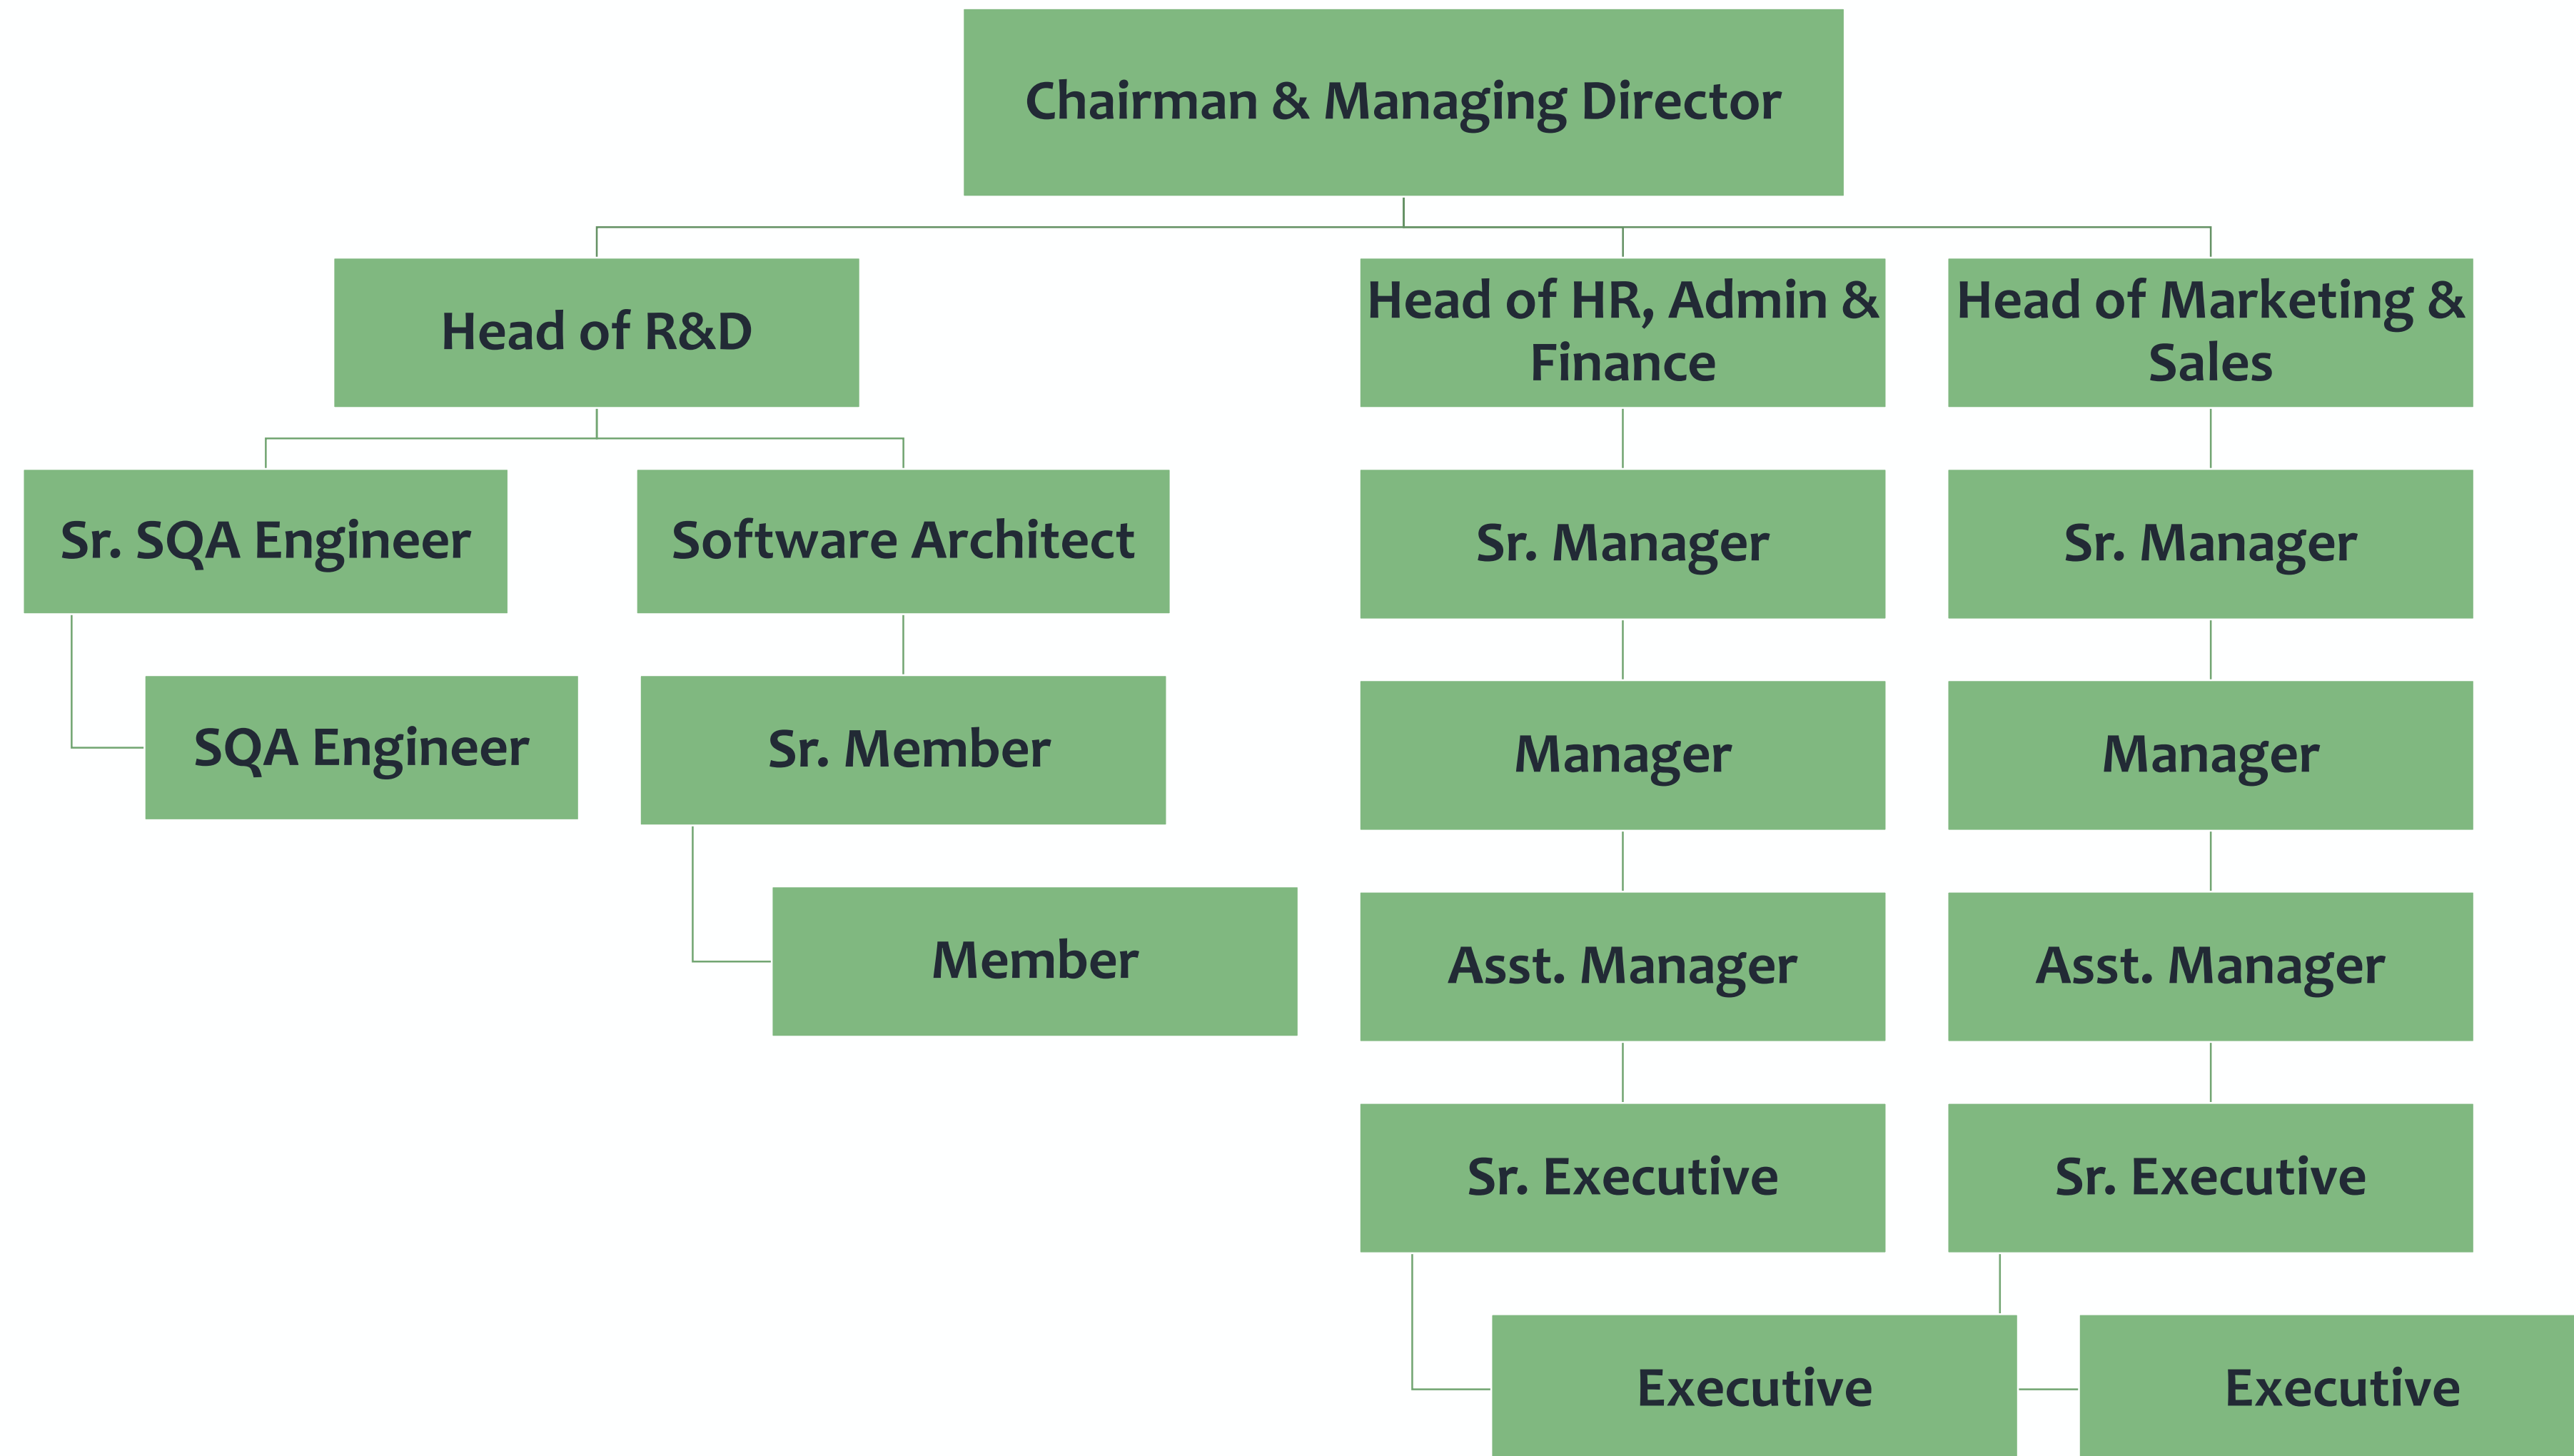 Chairman & Managing Director
Head of R&D
Head of HR, Admin &
Finance
Head of Marketing &
Sales
Sr. SQA Engineer
Software Architect
Sr. Manager
Sr. Manager
SQA Engineer
Sr. Member
Manager
Manager
Member
Asst. Manager
Asst. Manager
Sr. Executive
Sr. Executive
Executive
Executive